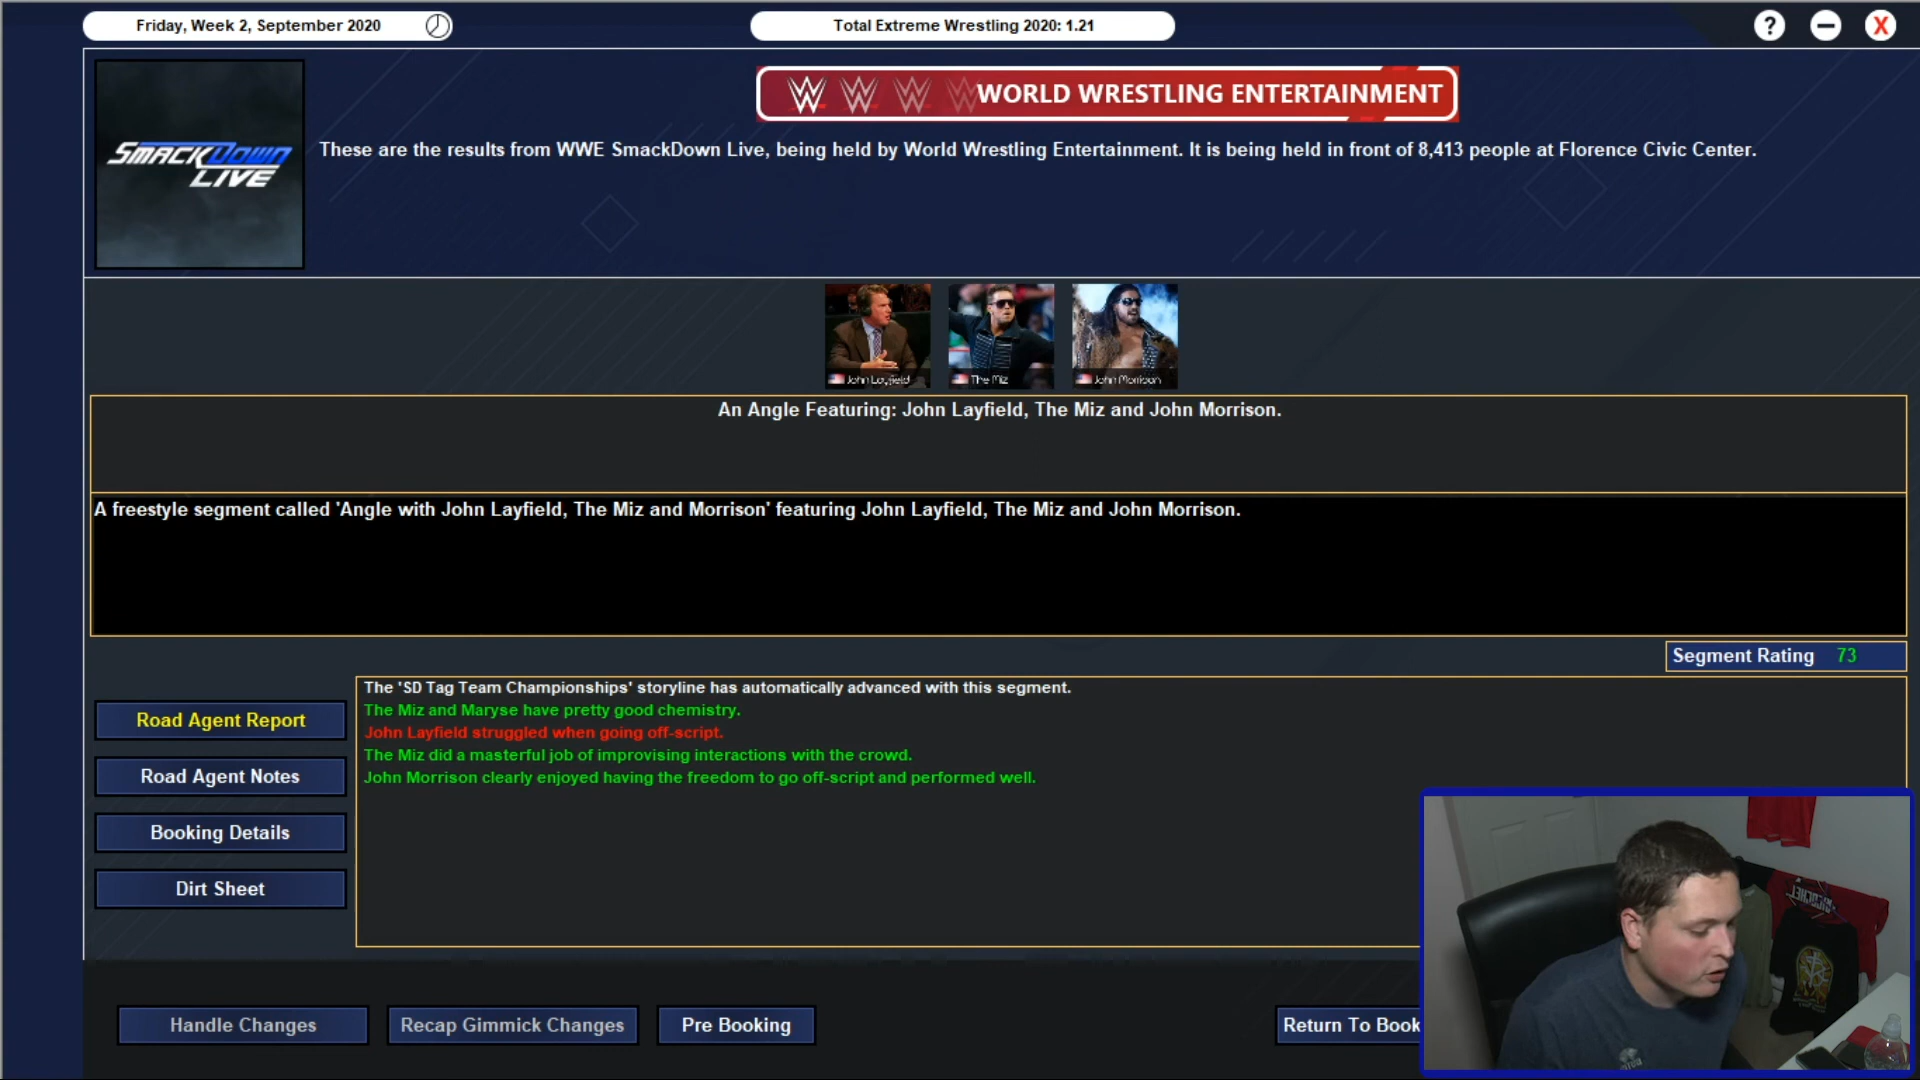 Friday, Week 2, September 2020
Total Extreme Wrestling 2020: 1.21
?
X
SMACKDOWN
LIVE
WORLD WRESTLING ENTERTAINMENT
These are the results from WWE SmackDown Live, being held by World Wrestling Entertainment. It is being held in front of 8,413 people at Florence Civic Center.
John Layfield
The Miz
John Morrison
An Angle Featuring: John Layfield, The Miz and John Morrison.
A freestyle segment called 'Angle with John Layfield, The Miz and Morrison' featuring John Layfield, The Miz and John Morrison.
Segment Rating 73
Road Agent Report
Road Agent Notes
Booking Details
Dirt Sheet
The 'SD Tag Team Championships' storyline has automatically advanced with this segment.
The Miz and Maryse have pretty good chemistry.
John Layfield struggled when going off-script.
The Miz did a masterful job of improvising interactions with the crowd.
John Morrison clearly enjoyed having the freedom to go off-script and performed well.
Handle Changes
Recap Gimmick Changes
Pre Booking
Return To Book